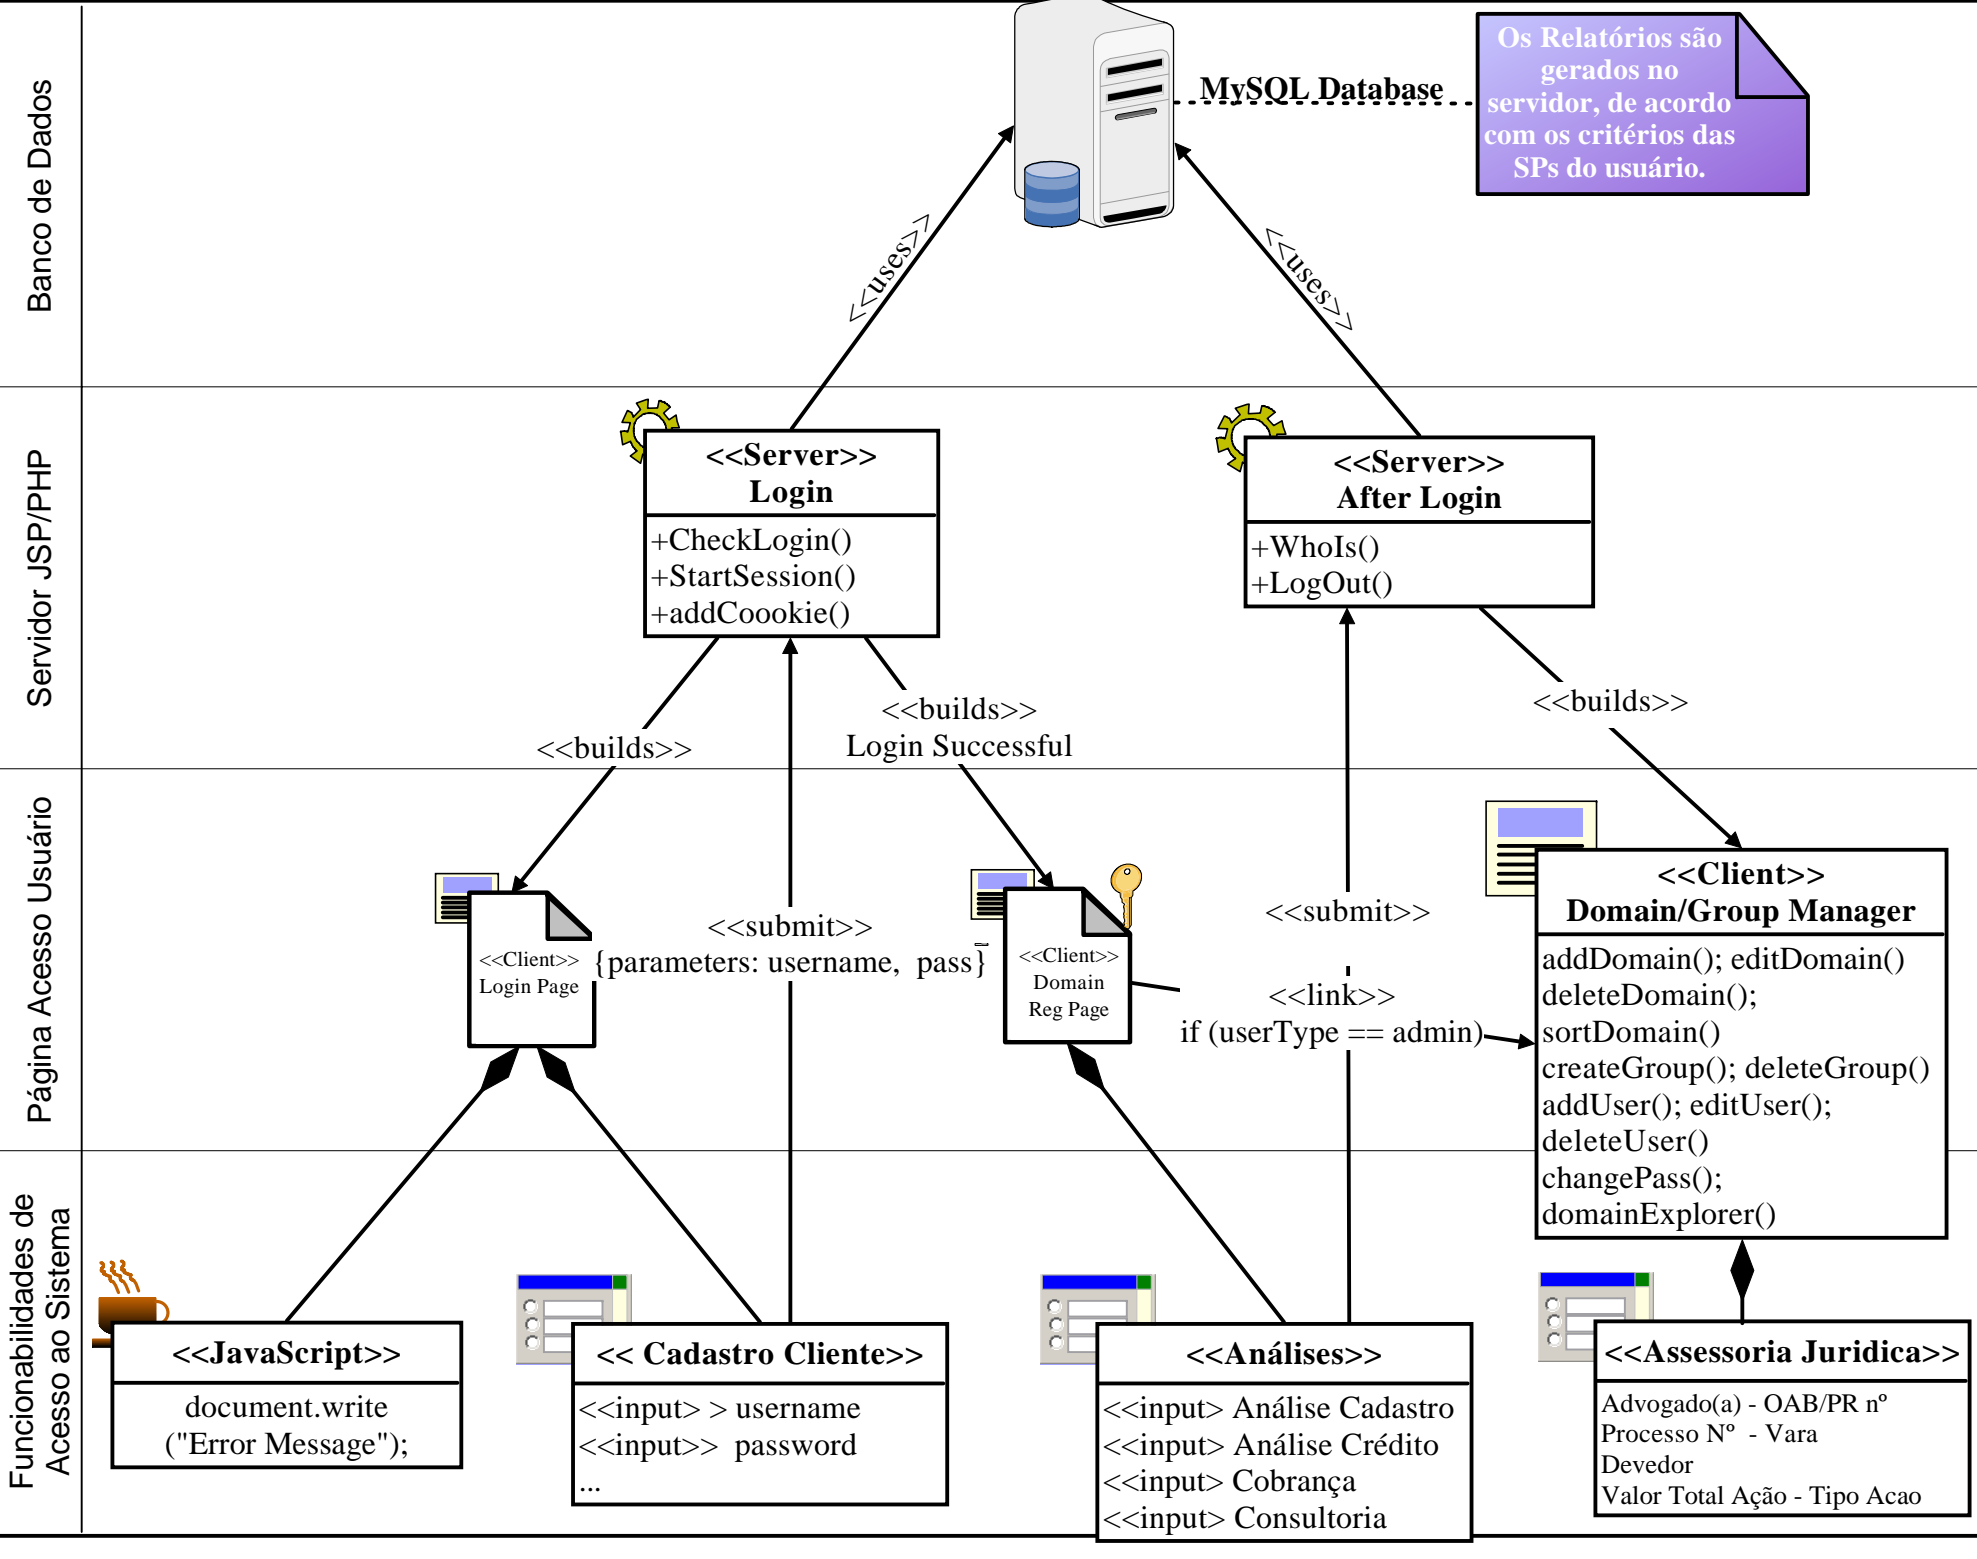 Banco de Dados
MySQL Database
Os Relatórios são
gerados no
servidor, de acordo
com os critérios das
SPs do usuário.
<<uses>>
<<uses>>
Servidor JSP/PHP
<<Server>>
Login
+CheckLogin()
+StartSession()
+addCoookie()
<<Server>>
After Login
+WhoIs()
+LogOut()
<<builds>>
<<builds>>
Login Successful
<<builds>>
Página Acesso Usuário
<<Client>>
Login Page
<<submit>>
{parameters: username, pass}
<<Client>>
Domain
Reg Page
<<submit>>
<<link>>
if (userType == admin)
<<Client>>
Domain/Group Manager
addDomain(); editDomain()
deleteDomain();
sortDomain()
createGroup(); deleteGroup()
addUser(); editUser();
deleteUser()
changePass();
domainExplorer()
Funcionabilidades de
Acesso ao Sistema
<<JavaScript>>
document.write
("Error Message");
<< Cadastro Cliente>>
<<input> > username
<<input>> password
...
<<Análises>>
<<input> Análise Cadastro
<<input> Análise Crédito
<<input> Cobrança
<<input> Consultoria
<<Assessoria Juridica>>
Advogado(a) - OAB/PR nº
Processo Nº - Vara
Devedor
Valor Total Ação - Tipo Acao